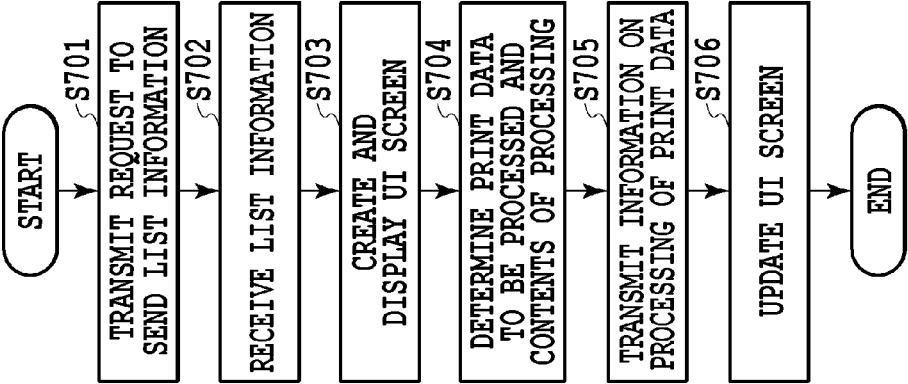 START
S701
TRANSMIT REQUEST TO
SEND LIST INFORMATION
S702
RECEIVE LIST INFORMATION
S703
CREATE AND
DISPLAY UI SCREEN
S704
DETERMINE PRINT DATA
TO BE PROCESSED AND
CONTENTS OF PROCESSING
S705
TRANSMIT INFORMATION ON
PROCESSING OF PRINT DATA
S706
UPDATE UI SCREEN
END